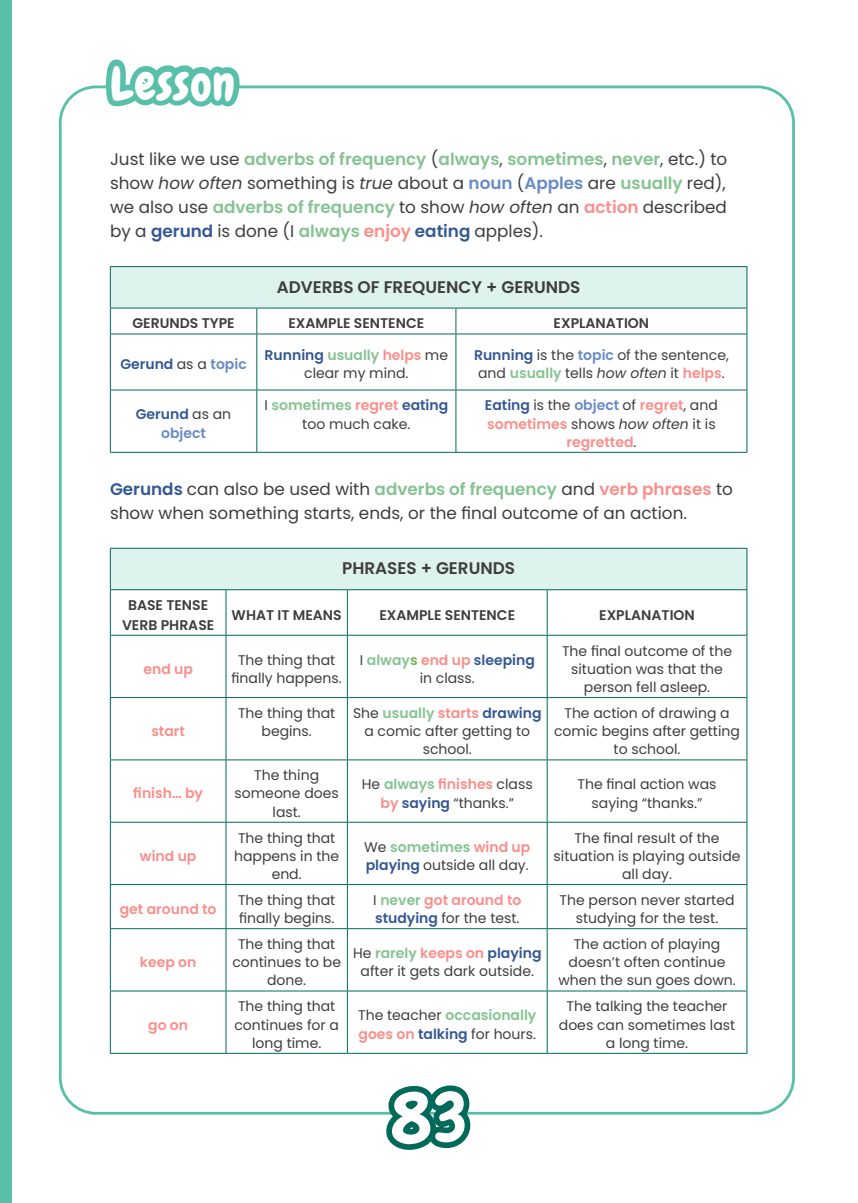 Lesson
Just like we use adverbs of frequency (always, sometimes, never, etc.) to
show how often something is true about a noun (Apples are usually red),
we also use adverbs of frequency to show how often an action described
by a gerund is done (I always enjoy eating apples).
ADVERBS OF FREQUENCY + GERUNDS
GERUNDS TYPE
EXAMPLE SENTENCE
EXPLANATION
Gerund as a topic
Running usually helps me
clear my mind.
Running is the topic of the sentence,
and usually tells how often it helps.
Gerund as an
object
I sometimes regret eating
too much cake.
Eating is the object of regret, and
sometimes shows how often it is
regretted.
Gerunds can also be used with adverbs of frequency and verb phrases to
show when something starts, ends, or the final outcome of an action.
PHRASES + GERUNDS
BASE TENSE
VERB PHRASE
WHAT IT MEANS
EXAMPLE SENTENCE
EXPLANATION
end up
The thing that
finally happens.
I always end up sleeping
in class.
The final outcome of the
situation was that the
person fell asleep.
start
The thing that
begins.
She usually starts drawing
a comic after getting to
school.
The action of drawing a
comic begins after getting
to school.
finish... by
The thing
someone does
last.
He always finishes class
by saying “thanks.”
The final action was
saying “thanks.”
wind up
The thing that
happens in the
end.
We sometimes wind up
playing outside all day.
The final result of the
situation is playing outside
all day.
get around to
The thing that
finally begins.
I never got around to
studying for the test.
The person never started
studying for the test.
keep on
The thing that
continues to be
done.
He rarely keeps on playing
after it gets dark outside.
The action of playing
doesn’t often continue
when the sun goes down.
go on
The thing that
continues for a
long time.
The teacher occasionally
goes on talking for hours.
The talking the teacher
does can sometimes last
a long time.
83